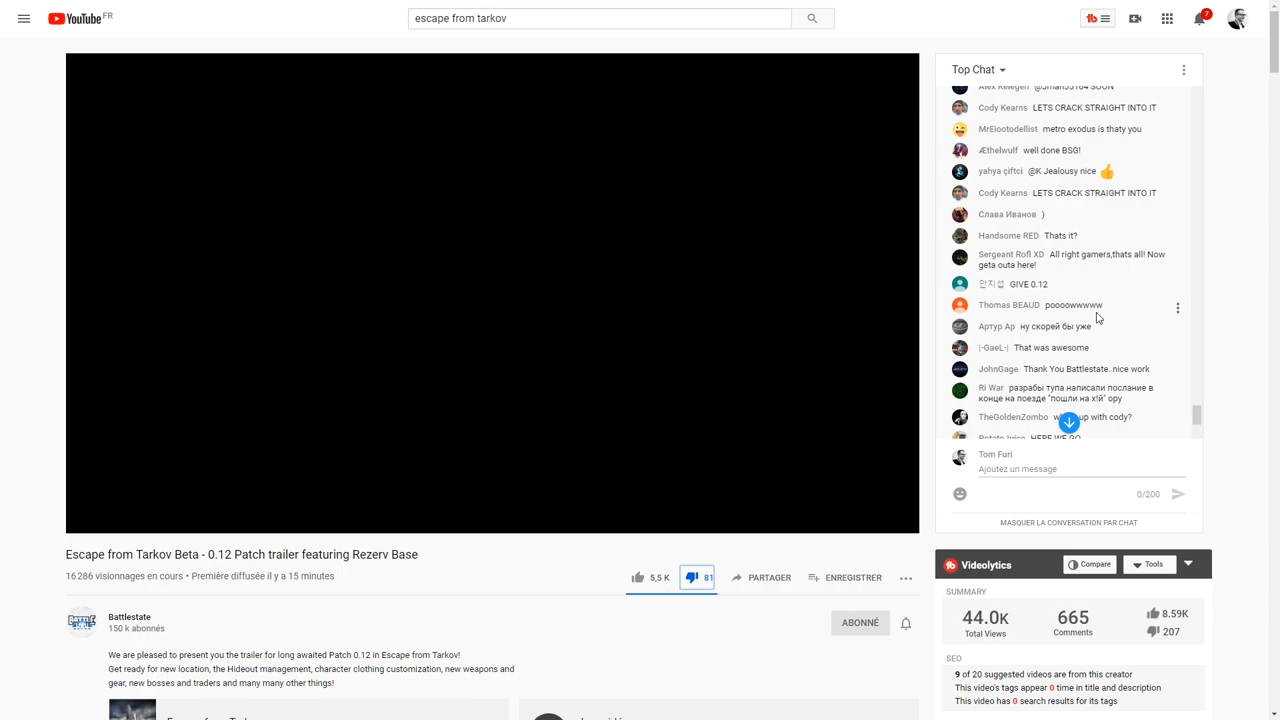 YouTube FR
escape from tarkov
7
Top Chat
Alex Kelegen @Jman55164 SOON
Cody Kearns LETS CRACK STRAIGHT INTO IT
MrEiootodellist metro exodus is thaty you
Æthelwulf well done BSG!
yahya çiftci @K Jealousy nice 👍
Cody Kearns LETS CRACK STRAIGHT INTO IT
Слава Иванов )
Handsome RED Thats it?
Sergeant Rofl XD All right gamers,thats all! Now
geta outa here!
안지섭 GIVE 0.12
Thomas BEAUD poooowwwww
Артур Ар ну скорей бы уже
|-GaeL-| That was awesome
JohnGage Thank You Battlestate. nice work
Ri War разрабы тупа написали послание в
конце на поезде "пошли на х!й" ору
TheGoldenZombo up with cody?
Potato Juice HERE WE GO
Tom Furi
Ajoutez un message
0/200
MASQUER LA CONVERSATION PAR CHAT
Escape from Tarkov Beta - 0.12 Patch trailer featuring Rezerv Base
16 286 visionnages en cours • Première diffusée il y a 15 minutes
5,5 K
81
PARTAGER
ENREGISTRER
Battlestate
150 k abonnés
ABONNÉ
We are pleased to present you the trailer for long awaited Patch 0.12 in Escape from Tarkov!
Get ready for new location, the Hideout management, character clothing customization, new weapons and
gear, new bosses and traders and many many other things!
tb Videolytics
Compare
Tools
SUMMARY
44.0K
Total Views
665
Comments
8.59K
207
SEO
9 of 20 suggested videos are from this creator
This video's tags appear 0 time in title and description
This video has 0 search results for its tags